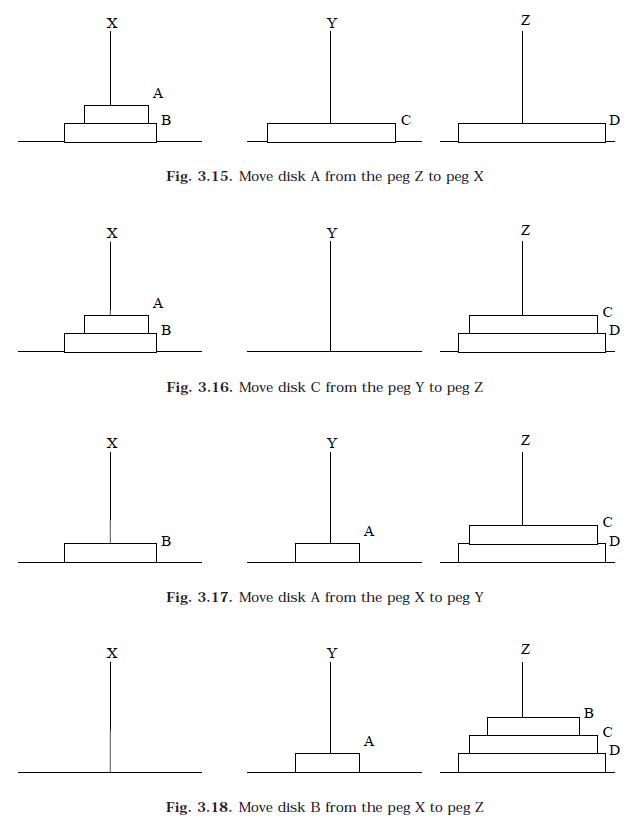 X Y Z
A
B C D
Fig. 3.15. Move disk A from the peg Z to peg X
X Y Z
A C
B D
Fig. 3.16. Move disk C from the peg Y to peg Z
X Y Z
A C
B D
Fig. 3.17. Move disk A from the peg X to peg Y
X Y Z
B
A C
D
Fig. 3.18. Move disk B from the peg X to peg Z